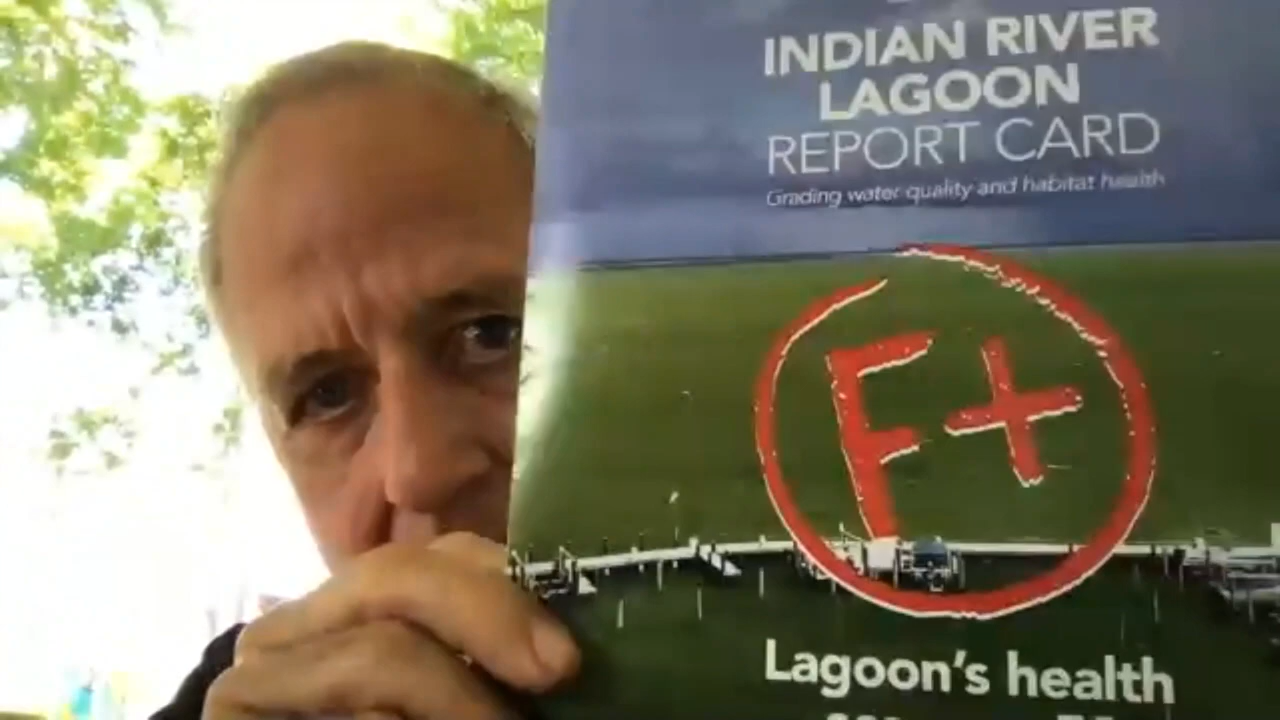 INDIAN RIVER
LAGOON
REPORT CARD
Grading water quality and habitat health
F+
Lagoon's health